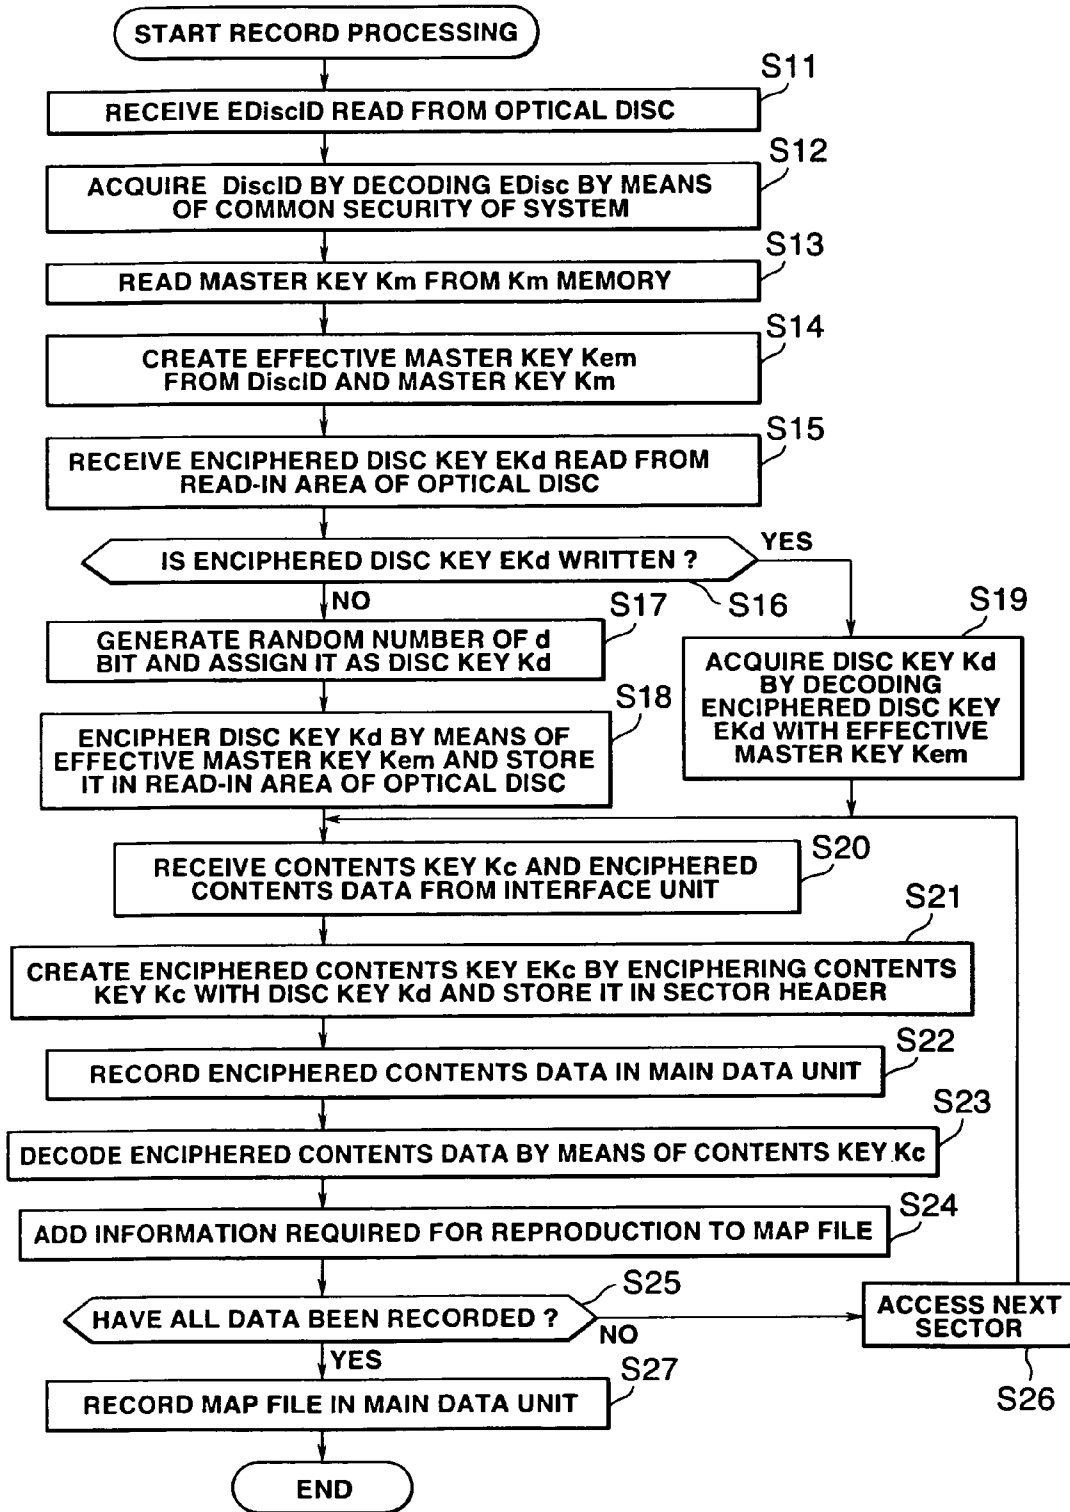 START RECORD PROCESSING
S11
RECEIVE EDiscID READ FROM OPTICAL DISC
S12
ACQUIRE DiscID BY DECODING EDisc BY MEANS
OF COMMON SECURITY OF SYSTEM
S13
READ MASTER KEY Km FROM Km MEMORY
S14
CREATE EFFECTIVE MASTER KEY Kem
FROM DiscID AND MASTER KEY Km
S15
RECEIVE ENCIPHERED DISC KEY EKd READ FROM
READ-IN AREA OF OPTICAL DISC
IS ENCIPHERED DISC KEY EKd WRITTEN ?
YES
NO
S16
S17
GENERATE RANDOM NUMBER OF d
BIT AND ASSIGN IT AS DISC KEY Kd
S19
ACQUIRE DISC KEY Kd
BY DECODING
ENCIPHERED DISC KEY
EKd WITH EFFECTIVE
MASTER KEY Kem
S18
ENCIPHER DISC KEY Kd BY MEANS OF
EFFECTIVE MASTER KEY Kem AND STORE
IT IN READ-IN AREA OF OPTICAL DISC
S20
RECEIVE CONTENTS KEY Kc AND ENCIPHERED
CONTENTS DATA FROM INTERFACE UNIT
S21
CREATE ENCIPHERED CONTENTS KEY EKc BY ENCIPHERING CONTENTS
KEY Kc WITH DISC KEY Kd AND STORE IT IN SECTOR HEADER
S22
RECORD ENCIPHERED CONTENTS DATA IN MAIN DATA UNIT
S23
DECODE ENCIPHERED CONTENTS DATA BY MEANS OF CONTENTS KEY Kc
S24
ADD INFORMATION REQUIRED FOR REPRODUCTION TO MAP FILE
S25
HAVE ALL DATA BEEN RECORDED ?
NO
YES
ACCESS NEXT
SECTOR
S26
S27
RECORD MAP FILE IN MAIN DATA UNIT
END